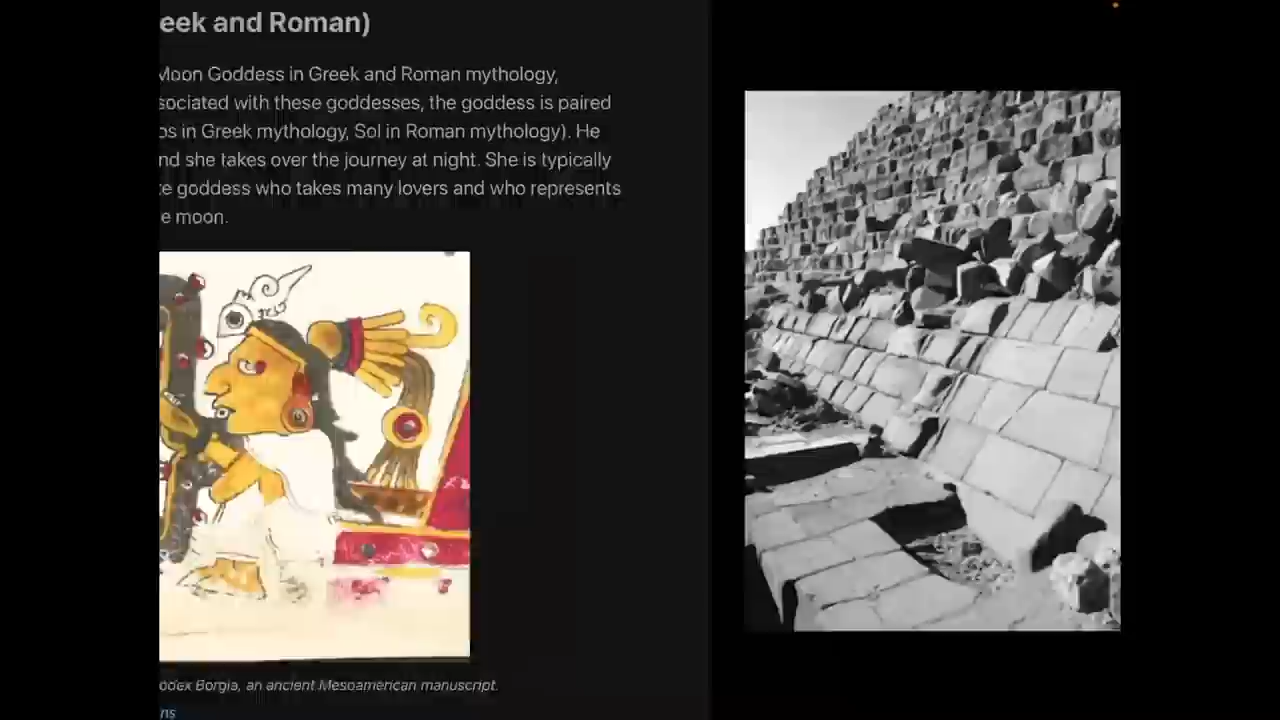 eek and Roman)
Moon Goddess in Greek and Roman mythology,
sociated with these goddesses, the goddess is paired
os in Greek mythology, Sol in Roman mythology). He
nd she takes over the journey at night. She is typically
te goddess who takes many lovers and who represents
e moon.
odex Borgia, an ancient Mesoamerican manuscript.
ns